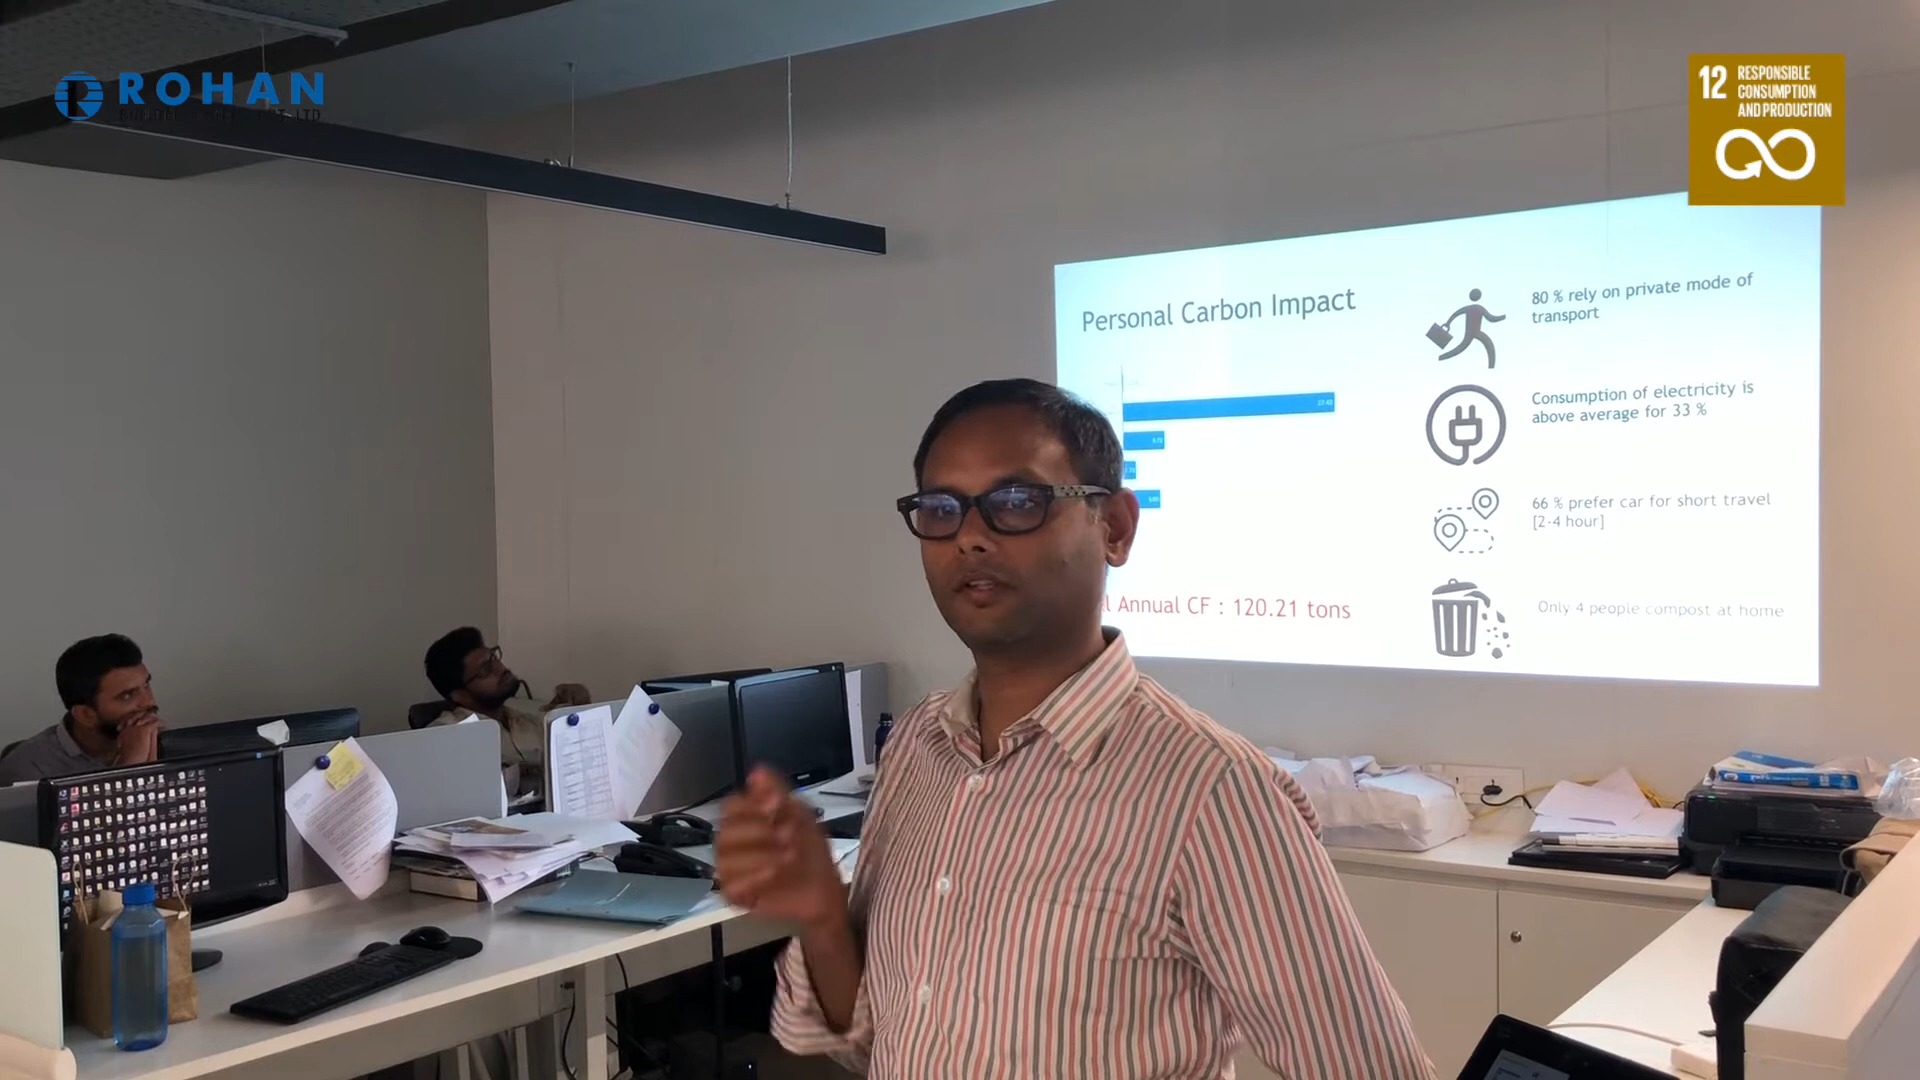 ROHAN
12 RESPONSIBLE
CONSUMPTION
AND PRODUCTION
Personal Carbon Impact
80 % rely on private mode of
transport
Consumption of electricity is
above average for 33 %
66 % prefer car for short travel
[2-4 hour]
Annual CF : 120.21 tons
Only 4 people compost at home